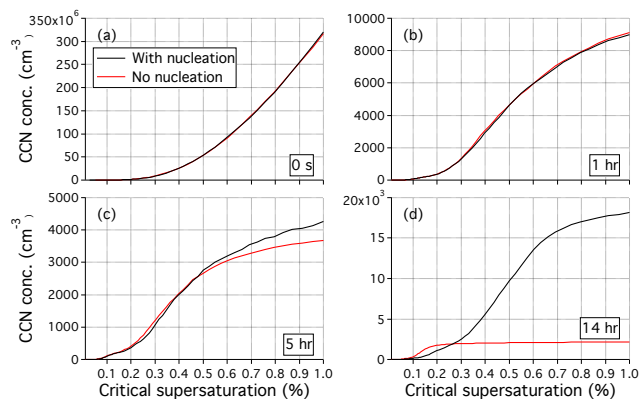 350x10⁶
300
250
200
150
100
50
0
CCN conc. (cm⁻³)
(a)
With nucleation
No nucleation
0 s
10000
8000
6000
4000
2000
0
(b)
1 hr
5000
4000
3000
2000
1000
0
CCN conc. (cm⁻³)
(c)
5 hr
0.1 0.2 0.3 0.4 0.5 0.6 0.7 0.8 0.9 1.0
Critical supersaturation (%)
20x10³
15
10
5
0
(d)
14 hr
0.1 0.2 0.3 0.4 0.5 0.6 0.7 0.8 0.9 1.0
Critical supersaturation (%)